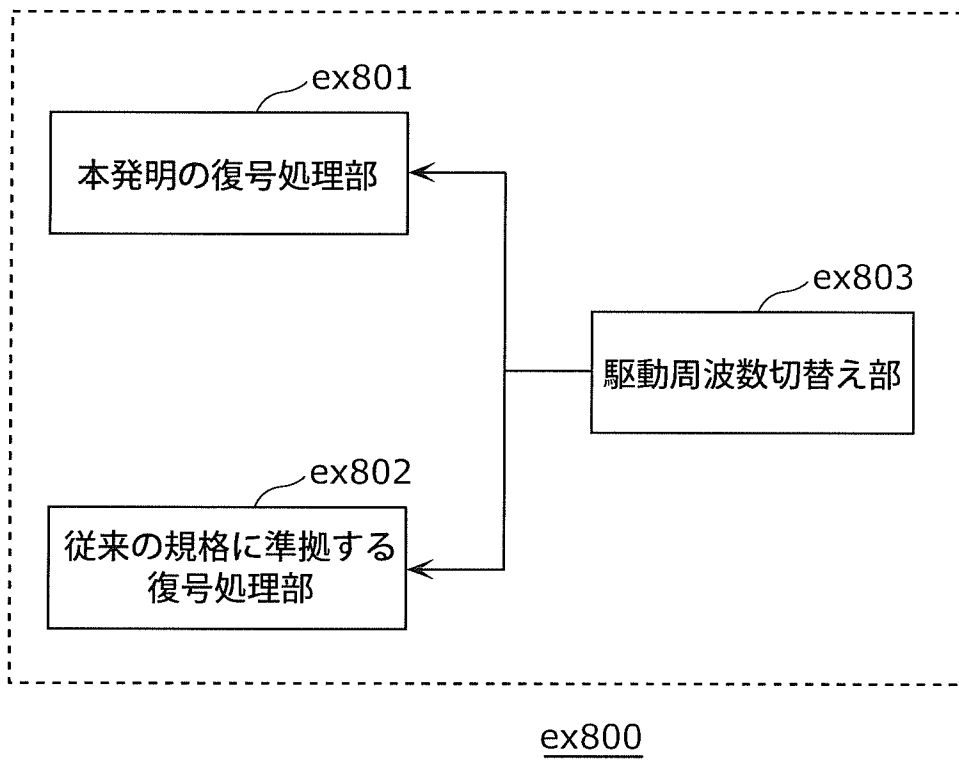 ex801
本発明の復号処理部
ex803
駆動周波数切替え部
ex802
従来の規格に準拠する
復号処理部
ex800